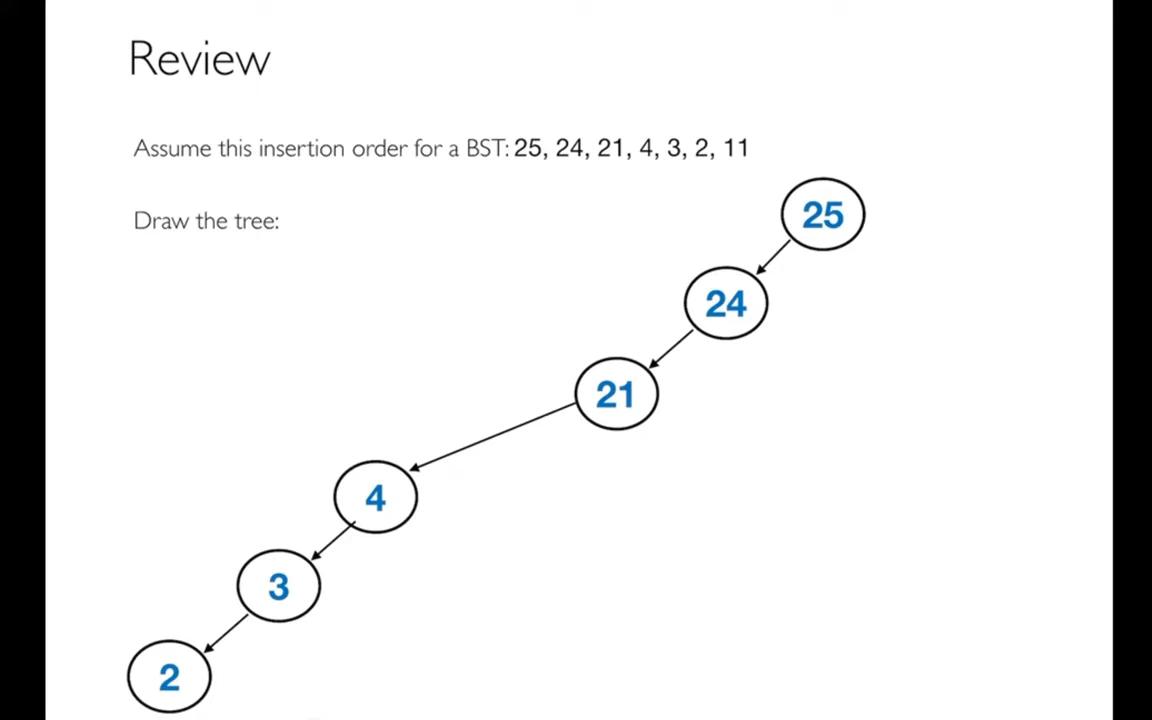 Review
Assume this insertion order for a BST: 25, 24, 21, 4, 3, 2, 11
Draw the tree:
25
24
21
4
3
2